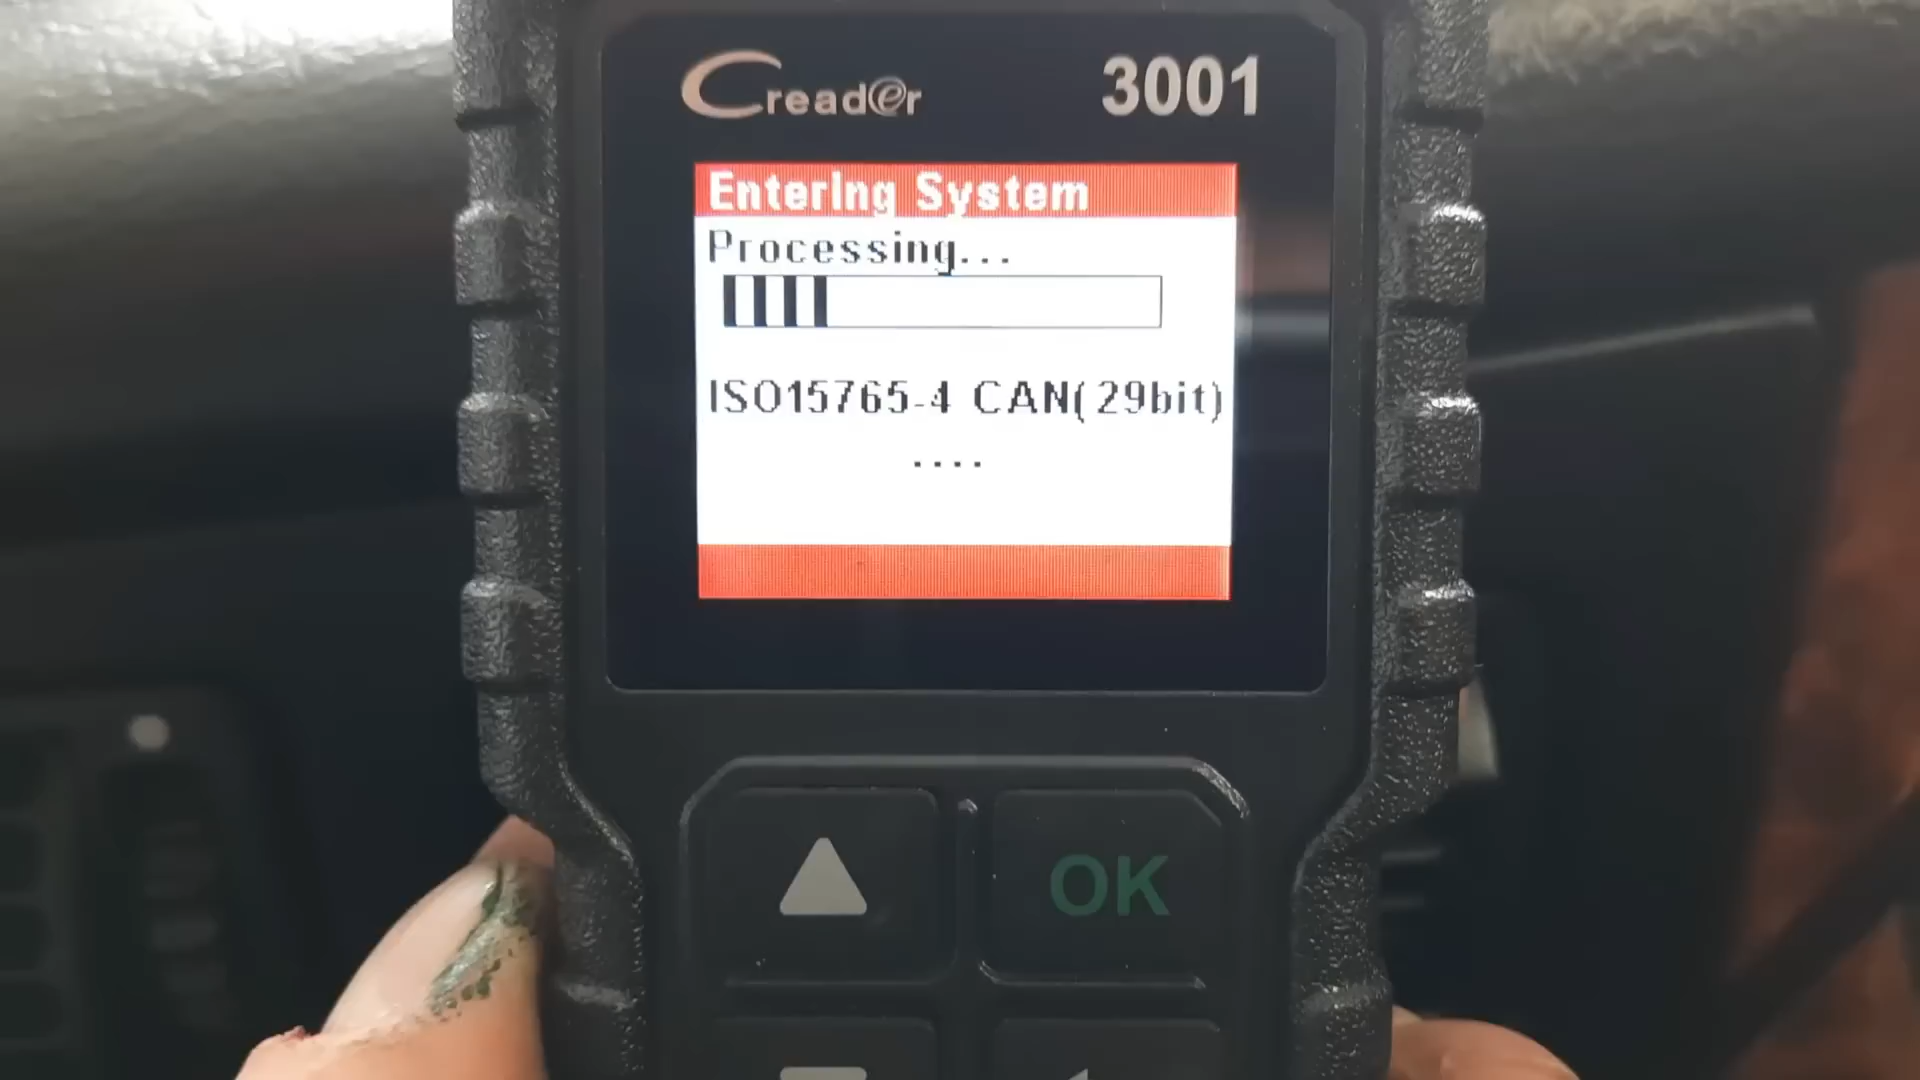 Creader 3001
Entering System
Processing...
ISO15765-4 CAN(29bit)
....
OK